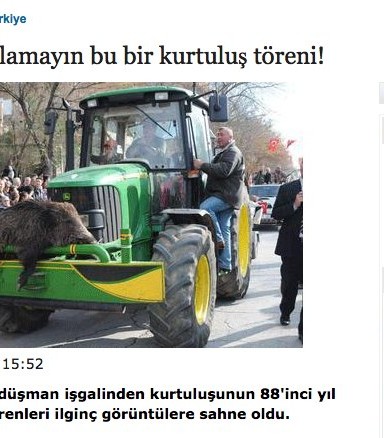 rkiye
lamayın bu bir kurtuluş töreni!
15:52
düşman işgalinden kurtuluşunun 88'inci yıl
renleri ilginç görüntülere sahne oldu.